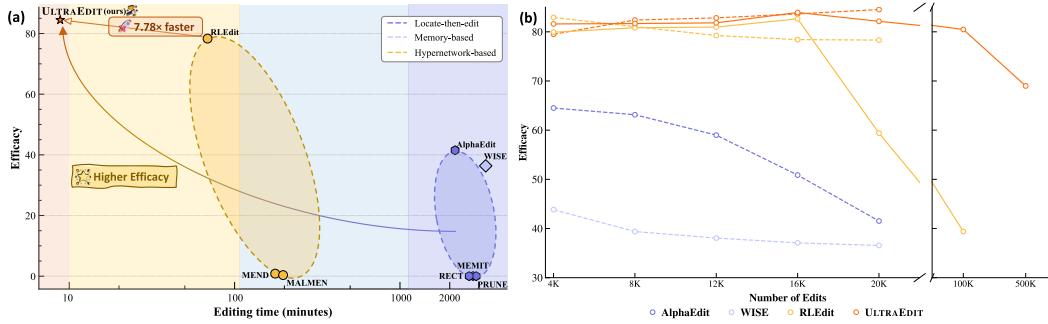 (a)
ULTRAEDIT (ours)
7.78× faster
RLEdit
Locate-then-edit
Memory-based
Hypernetwork-based
80
60
40
20
0
Efficacy
Higher Efficacy
AlphaEdit
WISE
MEND
MALMEN
MEMIT
RECT
PRUNE
10
100
1000
2000
Editing time (minutes)
(b)
80
70
60
50
40
30
Efficacy
4K
8K
12K
16K
20K
100K
500K
Number of Edits
AlphaEdit
WISE
RLEdit
ULTRAEDIT